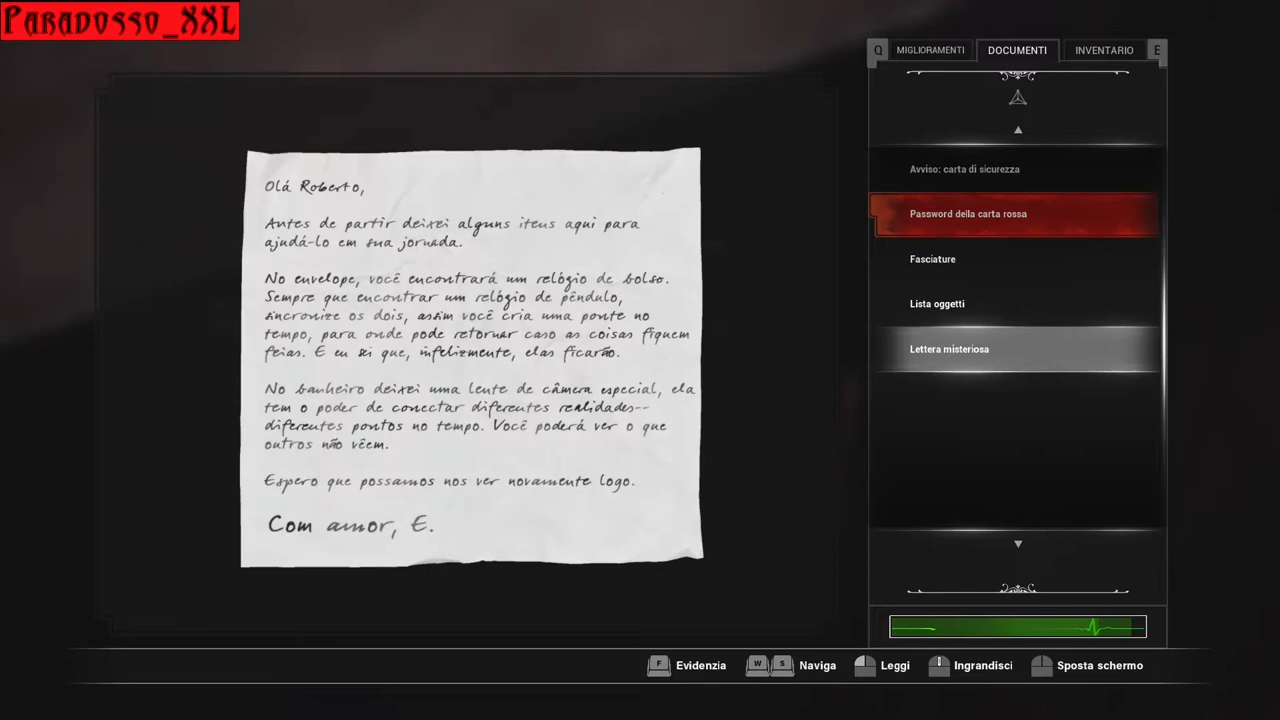 Paradosso_XXL
Q MIGLIORAMENTI DOCUMENTI INVENTARIO E
Olá Roberto,
Antes de partir deixei alguns itens aqui para
ajudá-lo em sua jornada.
No envelope, você encontrará um relógio de bolso.
Sempre que encontrar um relógio de pêndulo,
sincronize os dois, assim você cria uma ponte no
tempo, para onde pode retornar caso as coisas fiquem
feias. E eu sei que, infelizmente, elas ficarão.
No banheiro deixei uma lente de câmera especial, ela
tem o poder de conectar diferentes realidades--
diferentes pontos no tempo. Você poderá ver o que
outros não vêem.
Espero que possamos nos ver novamente logo.
Com amor, E.
Avviso: carta di sicurezza
Password della carta rossa
Fasciature
Lista oggetti
Lettera misteriosa
F Evidenzia W S Naviga Leggi Ingrandisci Sposta schermo